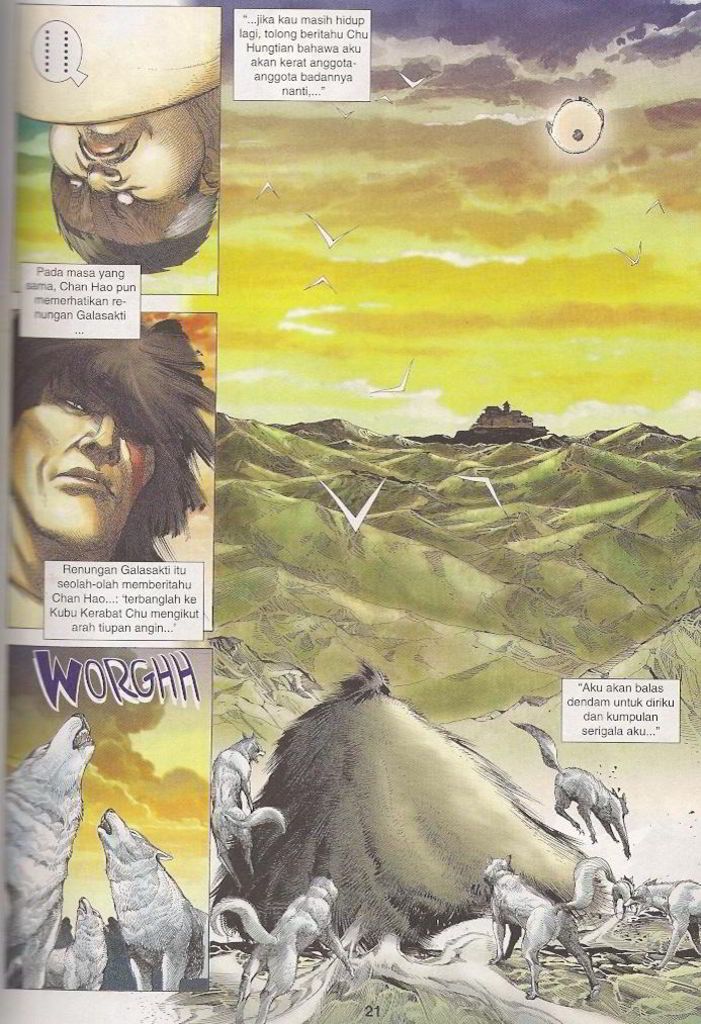 "...jika kau masih hidup
lagi, tolong beritahu Chu
Hungtian bahawa aku
akan kerat anggota-
anggota badannya
nanti,..."
Pada masa yang
sama, Chan Hao pun
memerhatikan re-
nungan Galasakti
...
Renungan Galasakti itu
seolah-olah memberitahu
Chan Hao...: 'terbanglah ke
Kubu Kerabat Chu mengikut
arah tiupan angin...'
WORGHH
"Aku akan balas
dendam untuk diriku
dan kumpulan
serigala aku..."
21